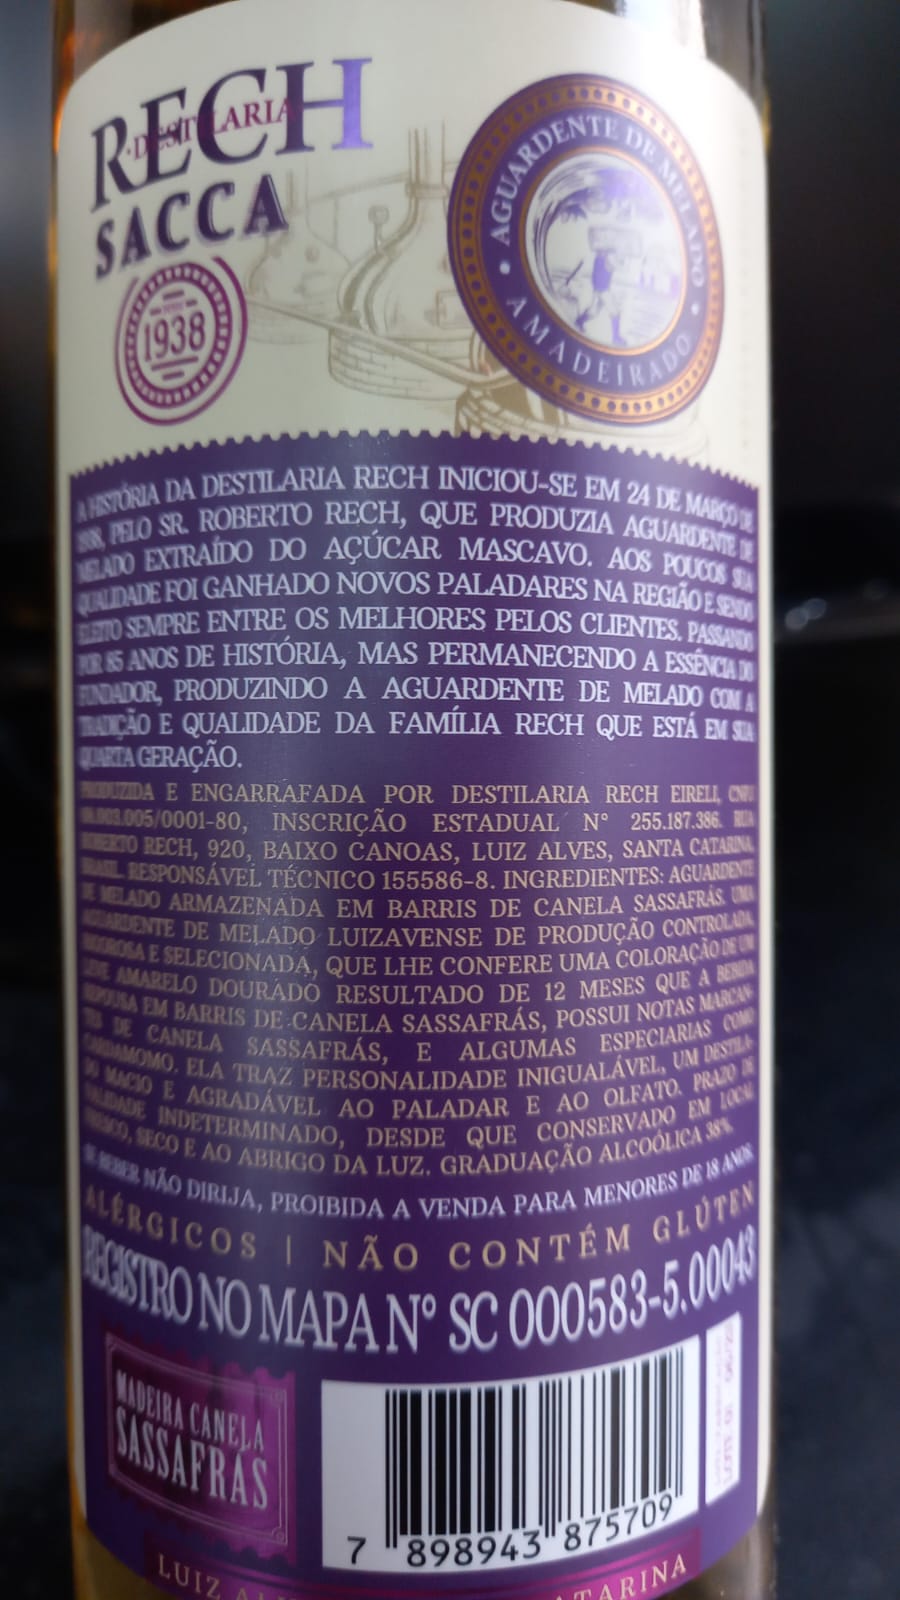 DESTILARIA
RECH
SACCA
1938
AGUARDENTE DE MELADO
AMADEIRADO
A HISTÓRIA DA DESTILARIA RECH INICIOU-SE EM 24 DE MARÇO DE
1938, PELO SR. ROBERTO RECH, QUE PRODUZIA AGUARDENTE DE
MELADO EXTRAÍDO DO AÇÚCAR MASCAVO. AOS POUCOS SUA
QUALIDADE FOI GANHADO NOVOS PALADARES NA REGIÃO E SENDO
ELEITO SEMPRE ENTRE OS MELHORES PELOS CLIENTES. PASSANDO
POR 85 ANOS DE HISTÓRIA, MAS PERMANECENDO A ESSÊNCIA DO
FUNDADOR, PRODUZINDO A AGUARDENTE DE MELADO COM A
TRADIÇÃO E QUALIDADE DA FAMÍLIA RECH QUE ESTÁ EM SUA
QUARTA GERAÇÃO.
PRODUZIDA E ENGARRAFADA POR DESTILARIA RECH EIRELI, CNPJ
INSCRIÇÃO ESTADUAL N° 255.187.386. RUA
ROBERTO RECH, 920, BAIXO CANOAS, LUIZ ALVES, SANTA CATARINA,
BRASIL. RESPONSÁVEL TÉCNICO 155586-8. INGREDIENTES: AGUARDENTE
DE MELADO ARMAZENADA EM BARRIS DE CANELA SASSAFRÁS. UMA
AGUARDENTE DE MELADO LUIZAVENSE DE PRODUÇÃO CONTROLADA,
RIGOROSA E SELECIONADA, QUE LHE CONFERE UMA COLORAÇÃO DE UM
LEVE AMARELO DOURADO RESULTADO DE 12 MESES QUE A BEBIDA
REPOUSA EM BARRIS DE CANELA SASSAFRÁS, POSSUI NOTAS MARCAN-
TES DE CANELA SASSAFRÁS, E ALGUMAS ESPECIARIAS COMO
CARDAMOMO. ELA TRAZ PERSONALIDADE INIGUALÁVEL, UM DESTILA-
DO MACIO E AGRADÁVEL AO PALADAR E AO OLFATO. PRAZO DE
VALIDADE INDETERMINADO, DESDE QUE CONSERVADO EM LOCAL
FRESCO, SECO E AO ABRIGO DA LUZ. GRADUAÇÃO ALCOÓLICA 38%.
SE BEBER NÃO DIRIJA, PROIBIDA A VENDA PARA MENORES DE 18 ANOS.
ALÉRGICOS | NÃO CONTÉM GLÚTEN
REGISTRO NO MAPA N° SC 000583-5.00043
MADEIRA CANELA
SASSAFRÁS
7 898943 875709
LUIZ